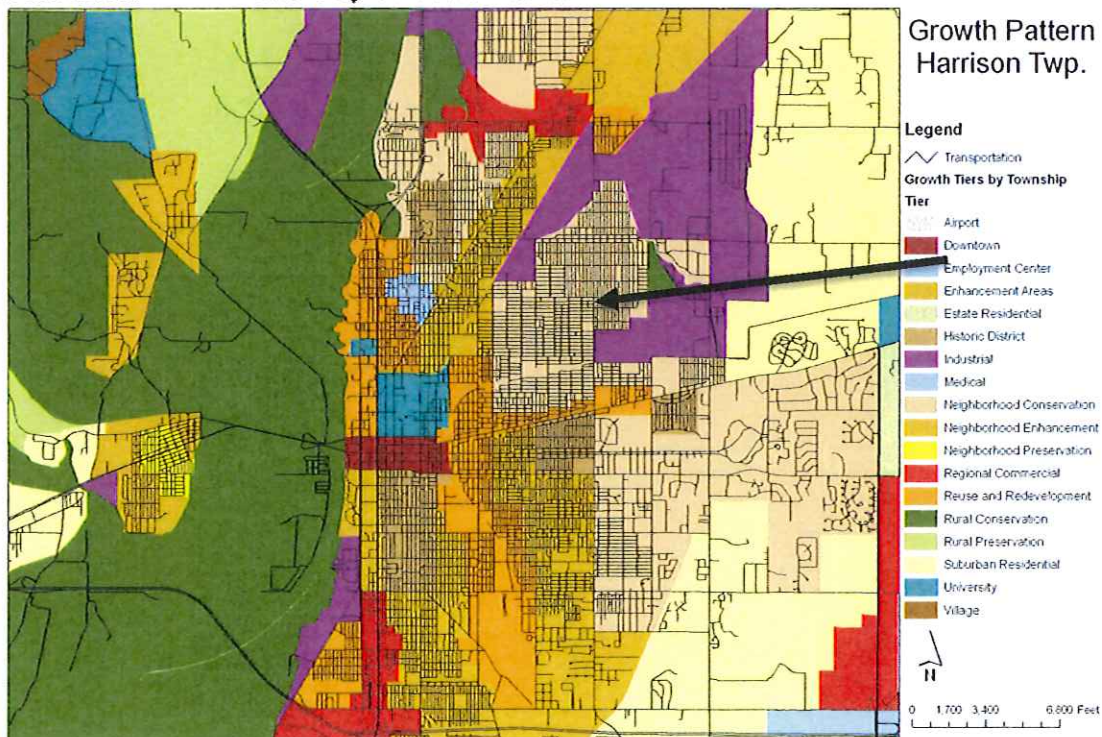 Growth Pattern
Harrison Twp.
Legend
Transportation
Growth Tiers by Township
Tier
Airport
Downtown
Employment Center
Enhancement Areas
Estate Residential
Historic District
Industrial
Medical
Neighborhood Conservation
Neighborhood Enhancement
Neighborhood Preservation
Regional Commercial
Reuse and Redevelopment
Rural Conservation
Rural Preservation
Suburban Residential
University
Village
N
0 1,700 3,400 6,800 Feet